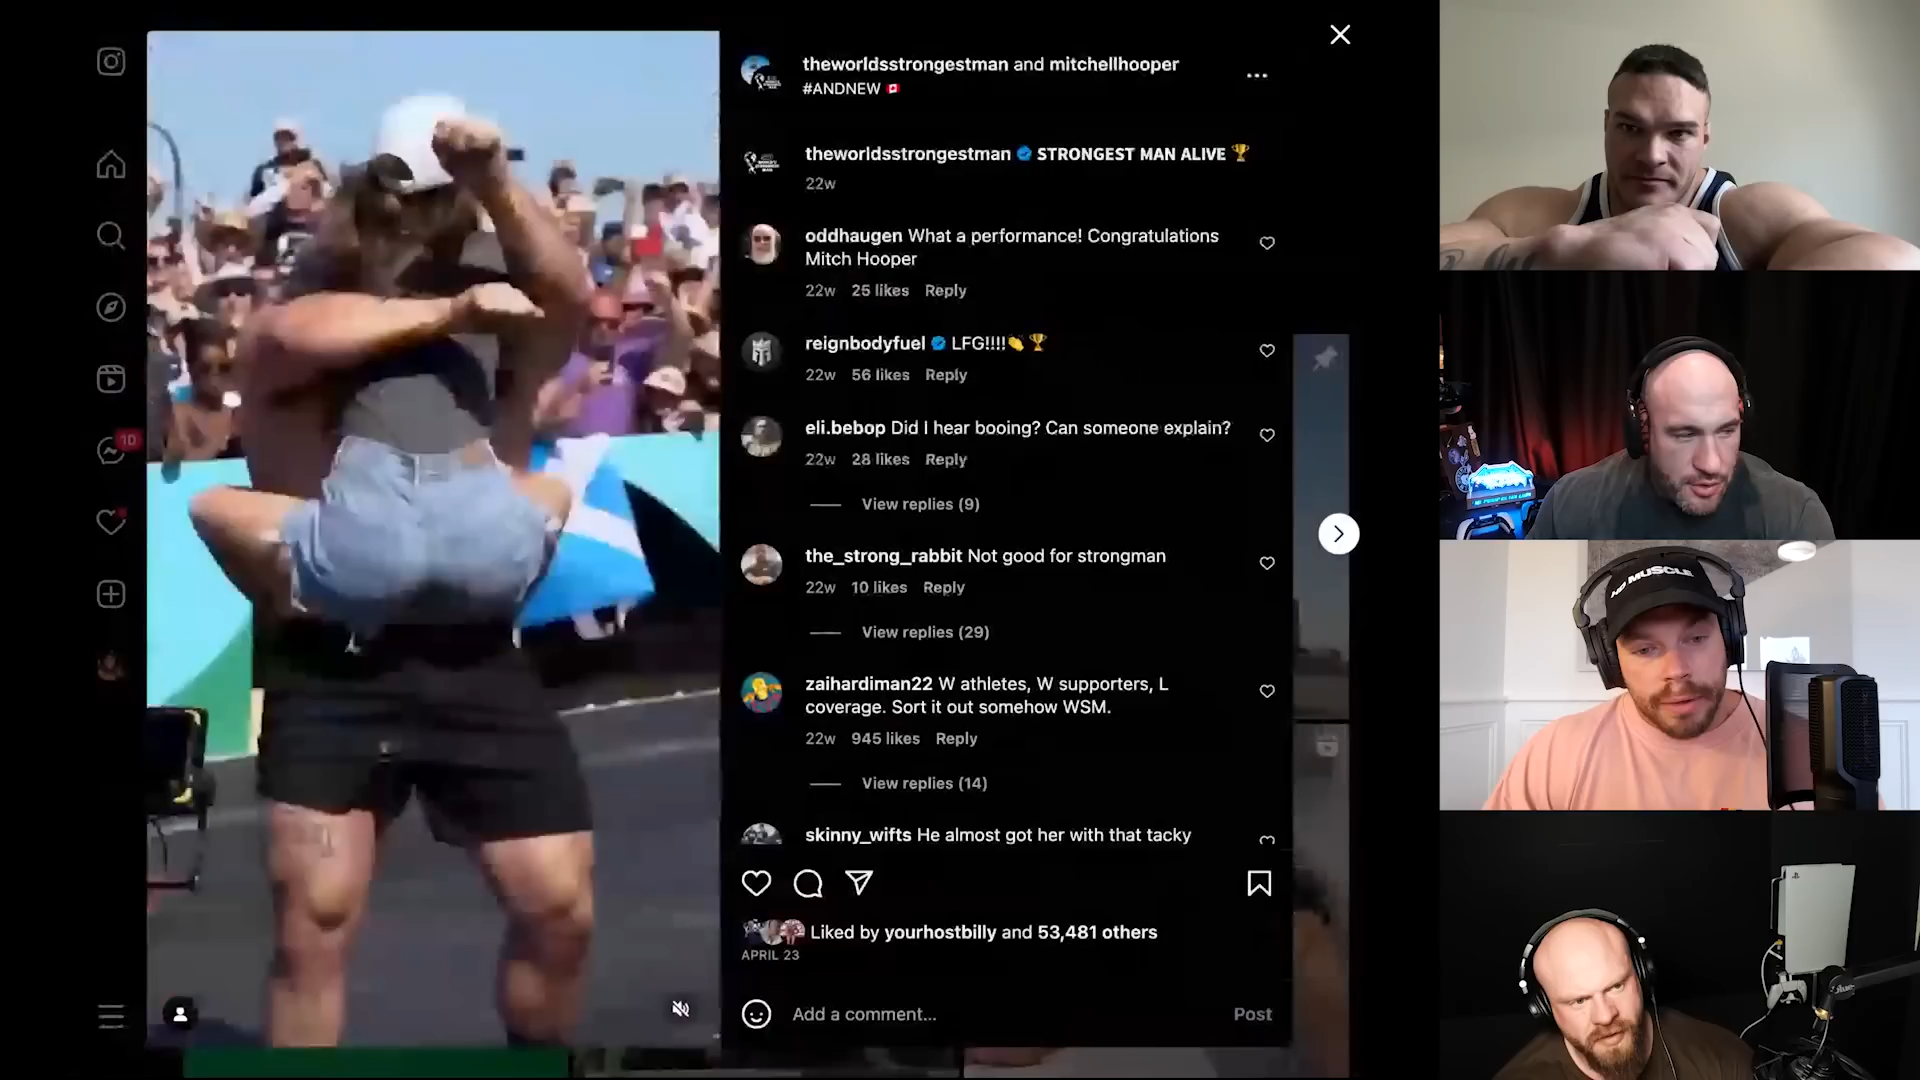 theworldsstrongestman and mitchellhooper
#ANDNEW 🇨🇦
theworldsstrongestman STRONGEST MAN ALIVE 🏆
22w
oddhaugen What a performance! Congratulations
Mitch Hooper
22w 25 likes Reply
reignbodyfuel LFG!!!!👏🏆
22w 56 likes Reply
eli.bebop Did I hear booing? Can someone explain?
22w 28 likes Reply
View replies (9)
the_strong_rabbit Not good for strongman
22w 10 likes Reply
View replies (29)
zaihardiman22 W athletes, W supporters, L
coverage. Sort it out somehow WSM.
22w 945 likes Reply
View replies (14)
skinny_wifts He almost got her with that tacky
Liked by yourhostbilly and 53,481 others
APRIL 23
Add a comment...
Post
10
MUSCLE